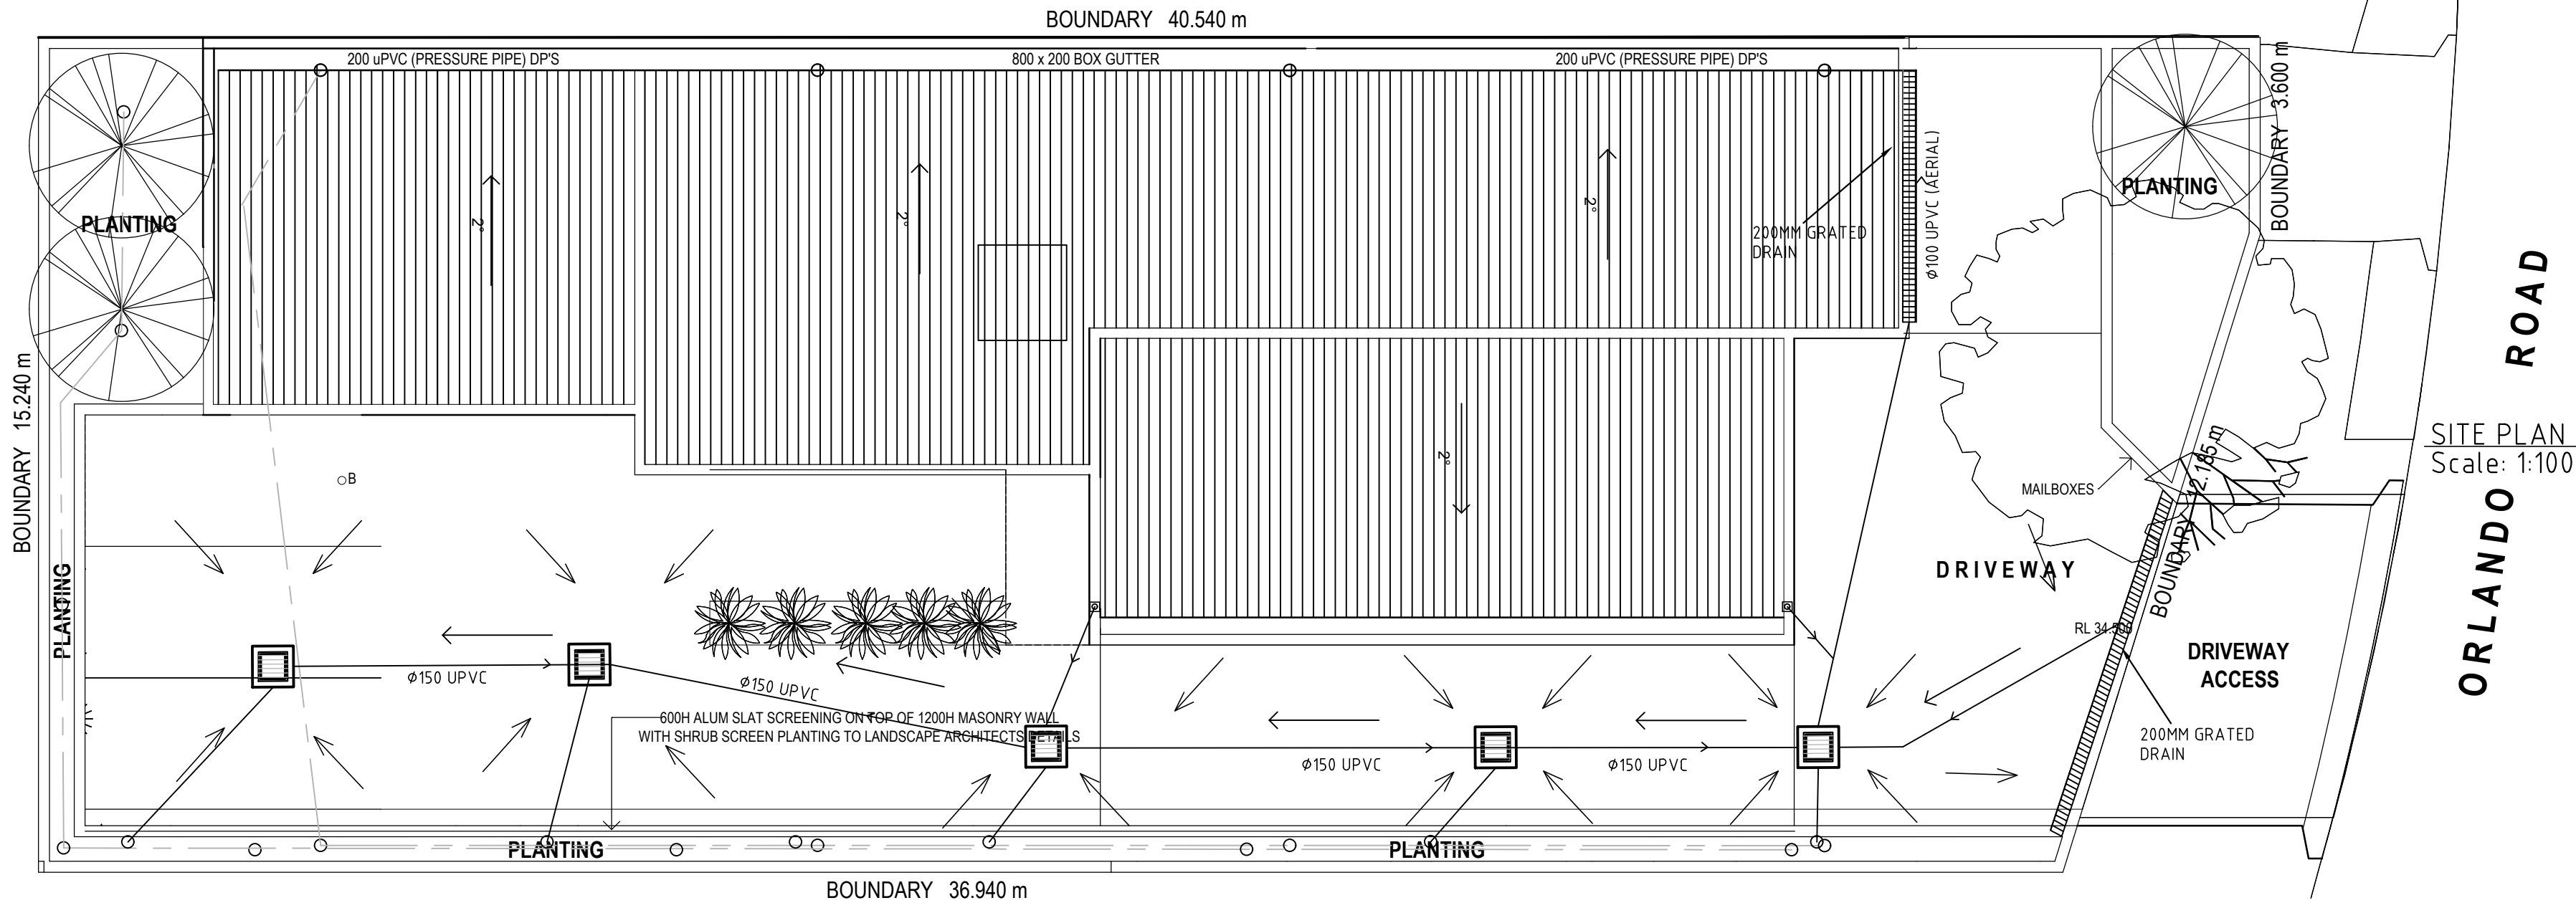 BOUNDARY 40.540 m
200 uPVC (PRESSURE PIPE) DP'S
800 x 200 BOX GUTTER
200 uPVC (PRESSURE PIPE) DP'S
BOUNDARY 3.600 m
Ø100 UPVC (AERIAL)
PLANTING
PLANTING
2°
2°
2°
200MM GRATED
DRAIN
ORLANDO ROAD
BOUNDARY 15.240 m
SITE PLAN
Scale: 1:100
2°
B
MAILBOXES
BOUNDARY 12.185 m
DRIVEWAY
PLANTING
RL 34.500
DRIVEWAY
ACCESS
Ø150 UPVC
Ø150 UPVC
600H ALUM SLAT SCREENING ON TOP OF 1200H MASONRY WALL
WITH SHRUB SCREEN PLANTING TO LANDSCAPE ARCHITECTS DETAILS
200MM GRATED
DRAIN
Ø150 UPVC
Ø150 UPVC
PLANTING
PLANTING
BOUNDARY 36.940 m